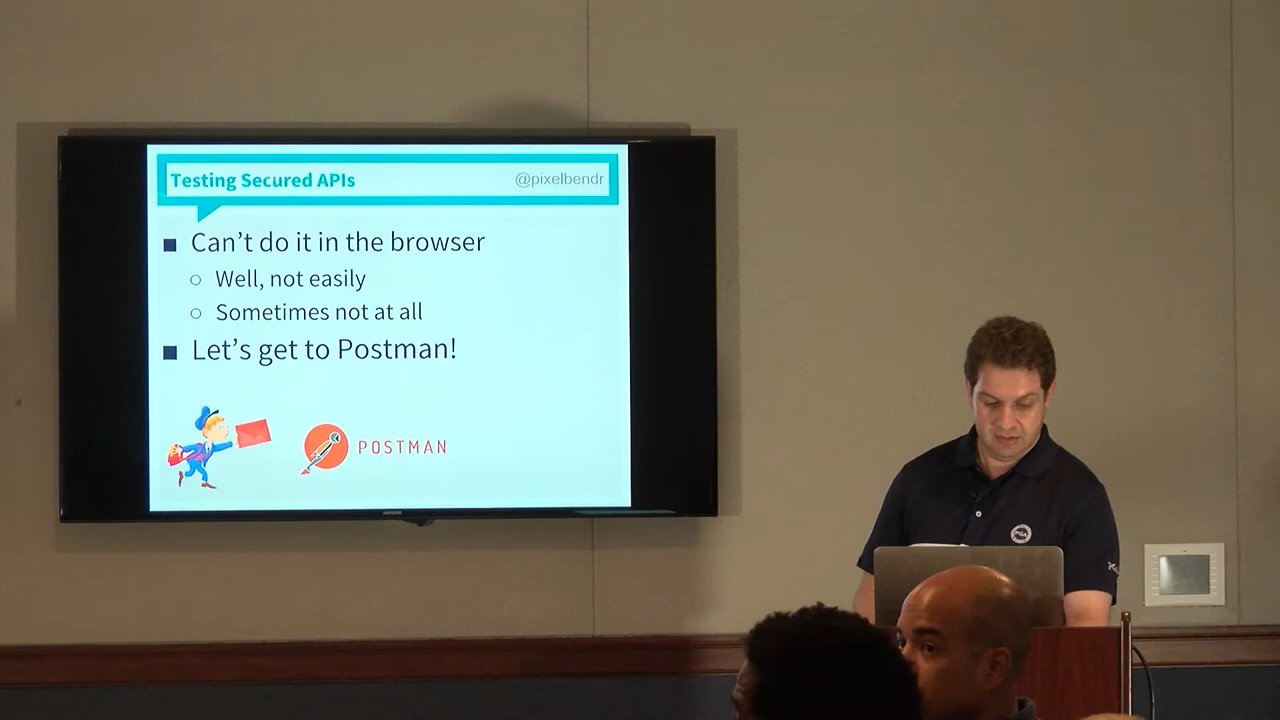 Testing Secured APIs
@pixelbendr
Can't do it in the browser
Well, not easily
Sometimes not at all
Let's get to Postman!
POSTMAN
SAMSUNG
PGA